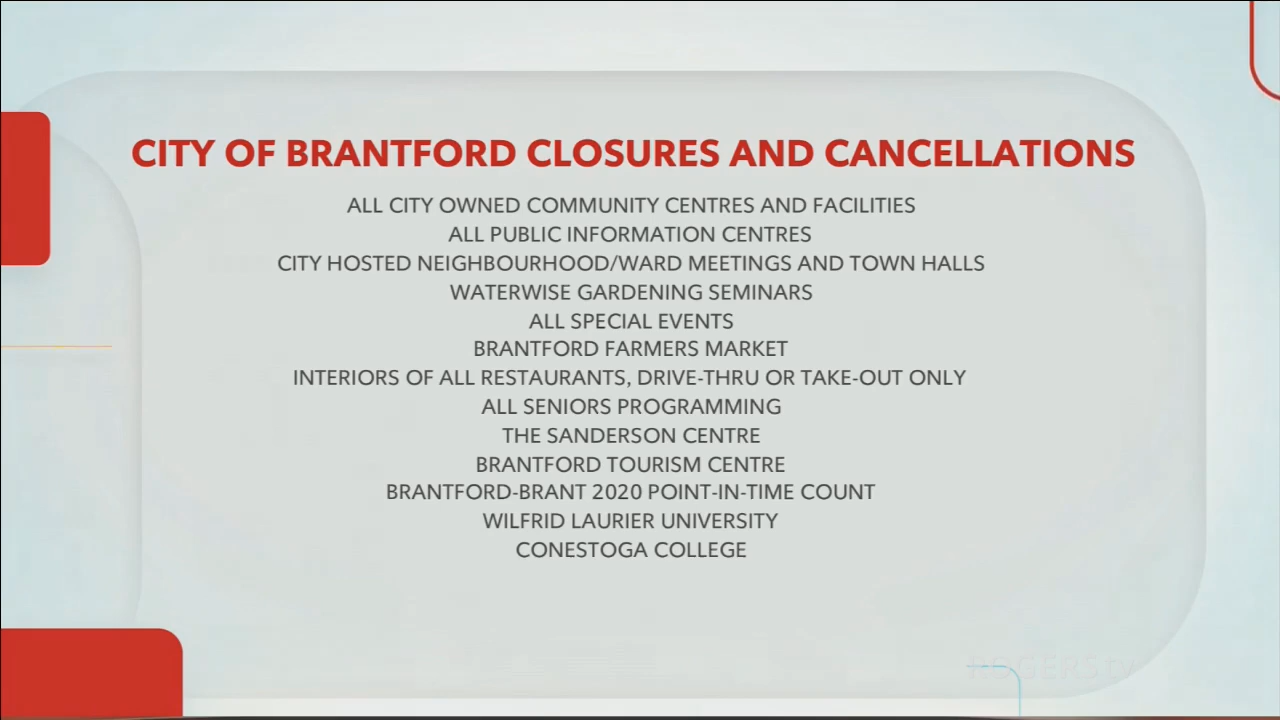 CITY OF BRANTFORD CLOSURES AND CANCELLATIONS
ALL CITY OWNED COMMUNITY CENTRES AND FACILITIES
ALL PUBLIC INFORMATION CENTRES
CITY HOSTED NEIGHBOURHOOD/WARD MEETINGS AND TOWN HALLS
WATERWISE GARDENING SEMINARS
ALL SPECIAL EVENTS
BRANTFORD FARMERS MARKET
INTERIORS OF ALL RESTAURANTS, DRIVE-THRU OR TAKE-OUT ONLY
ALL SENIORS PROGRAMMING
THE SANDERSON CENTRE
BRANTFORD TOURISM CENTRE
BRANTFORD-BRANT 2020 POINT-IN-TIME COUNT
WILFRID LAURIER UNIVERSITY
CONESTOGA COLLEGE
ROGERS tv